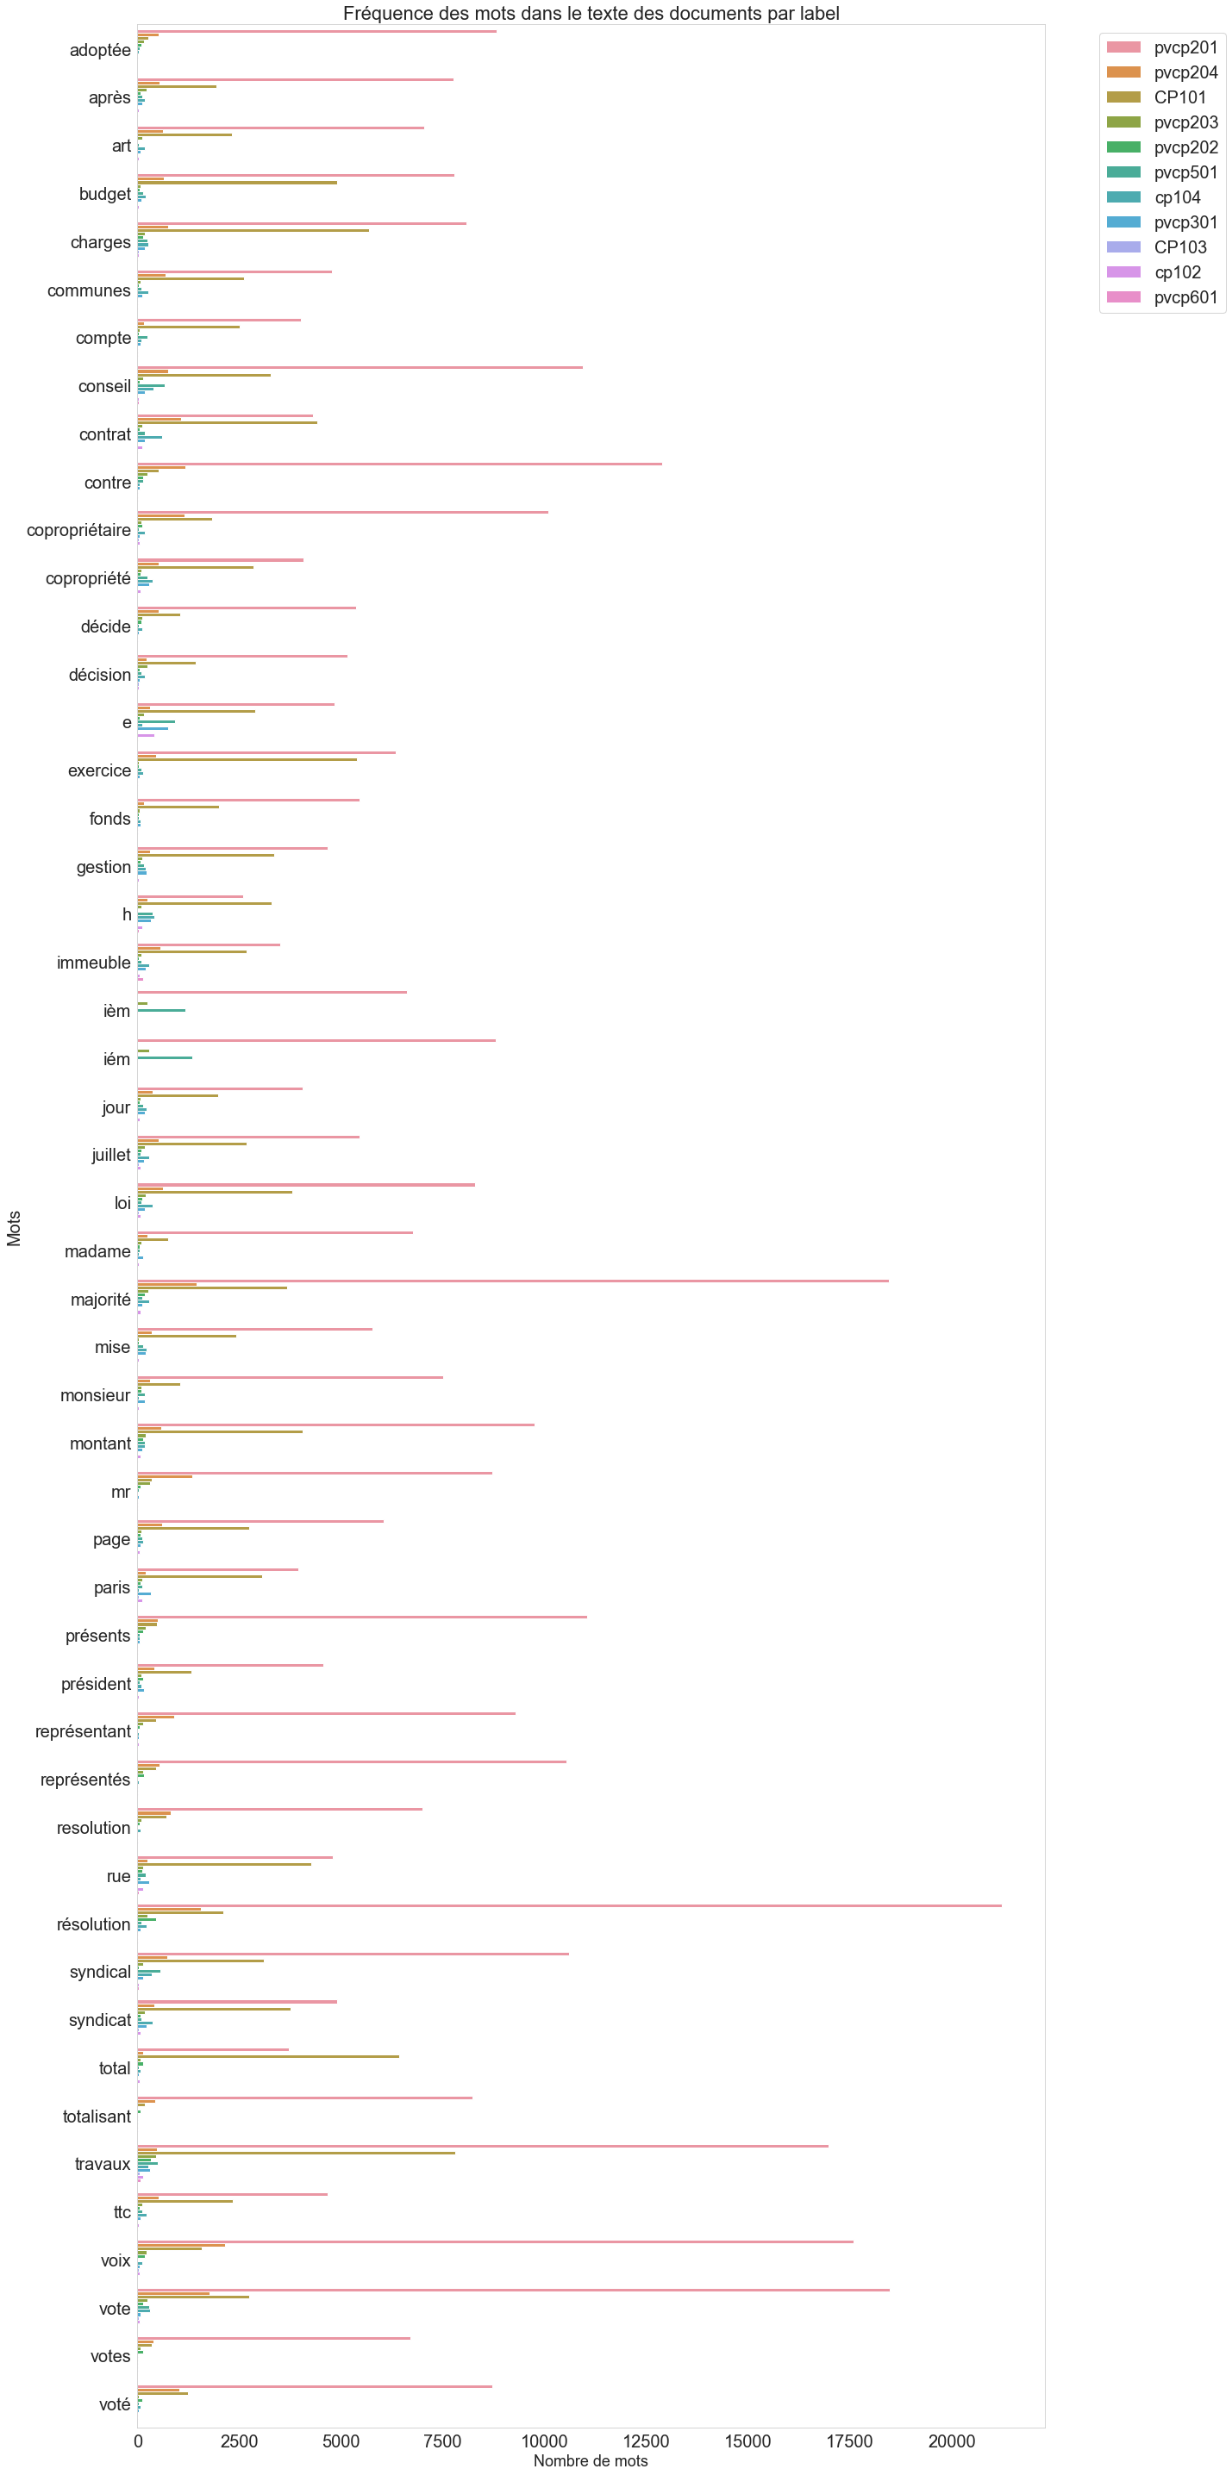 Fréquence des mots dans le texte des documents par label
pvcp201
pvcp204
CP101
pvcp203
pvcp202
pvcp501
cp104
pvcp301
CP103
cp102
pvcp601
Mots
adoptée
après
art
budget
charges
communes
compte
conseil
contrat
contre
copropriétaire
copropriété
décide
décision
e
exercice
fonds
gestion
h
immeuble
ièm
iém
jour
juillet
loi
madame
majorité
mise
monsieur
montant
mr
page
paris
présents
président
représentant
représentés
resolution
rue
résolution
syndical
syndicat
total
totalisant
travaux
ttc
voix
vote
votes
voté
0 2500 5000 7500 10000 12500 15000 17500 20000
Nombre de mots